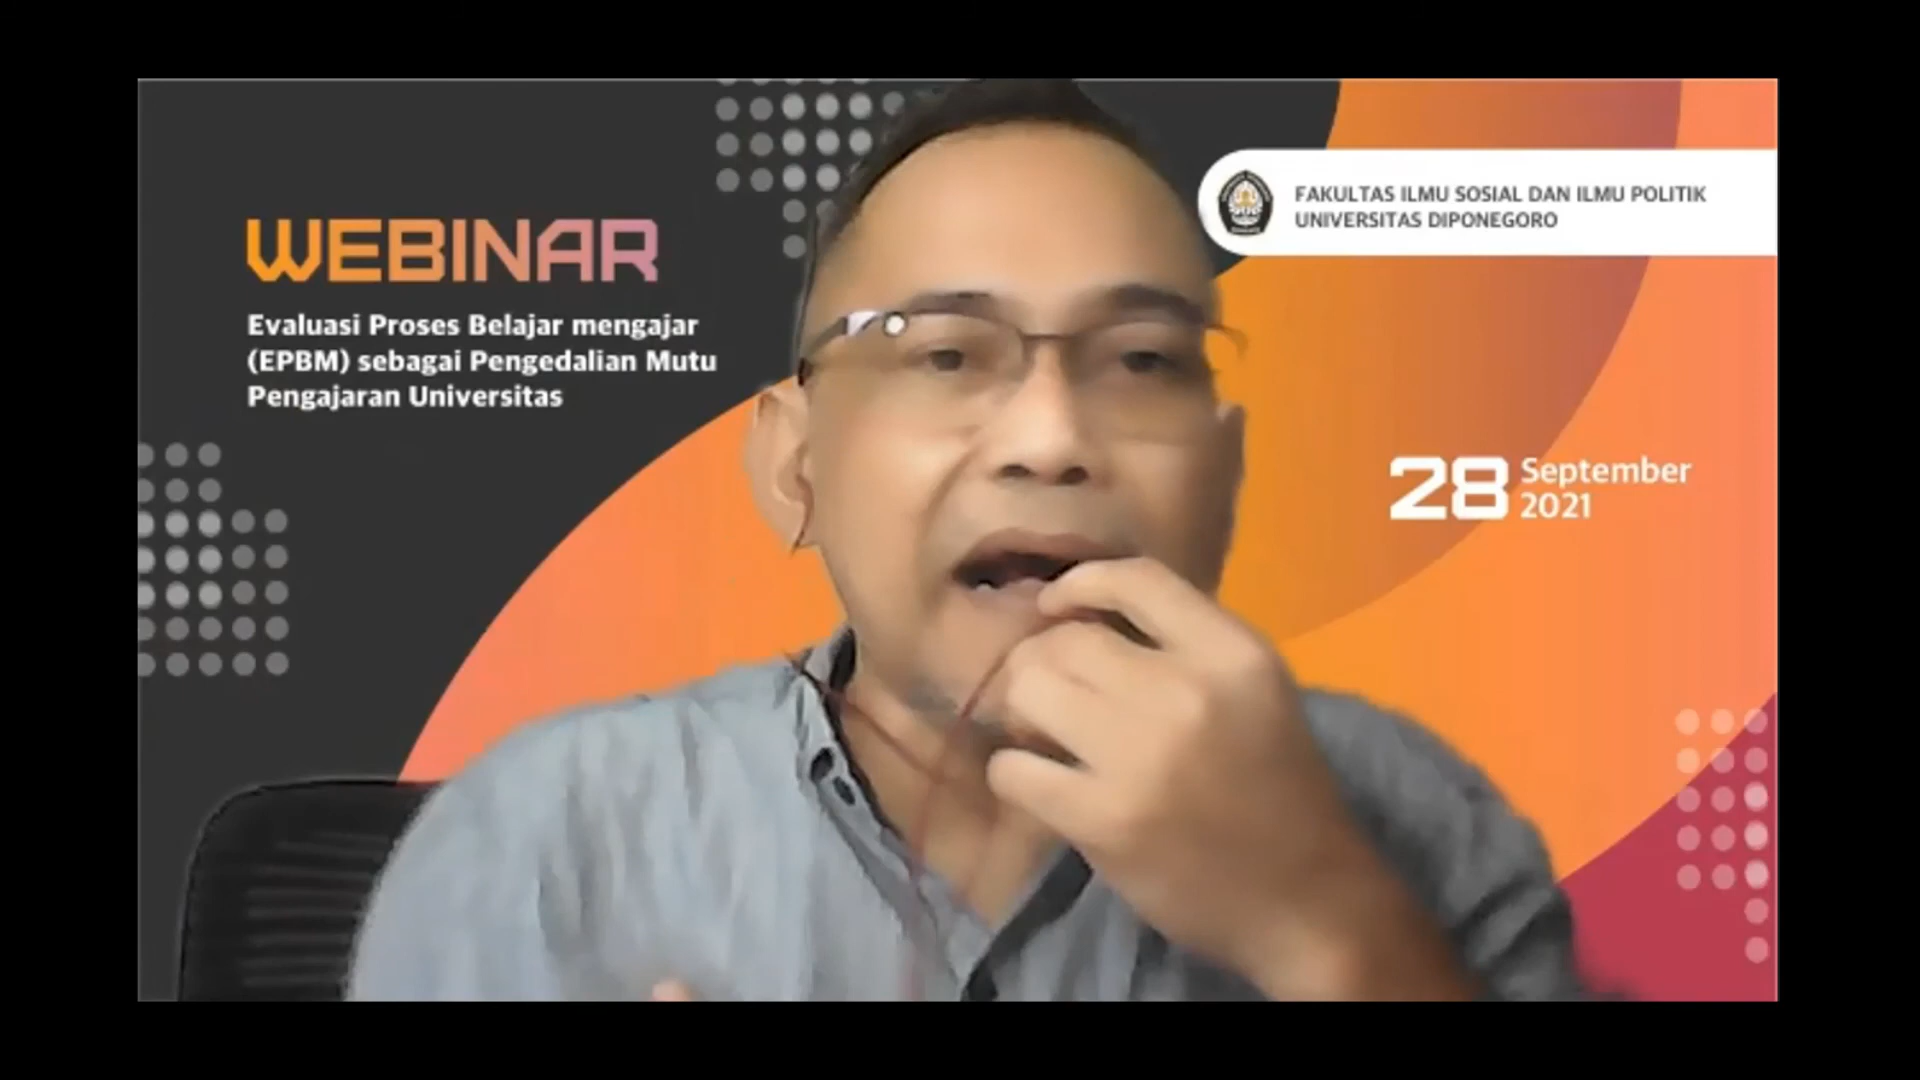 WEBINAR
Evaluasi Proses Belajar mengajar
(EPBM) sebagai Pengedalian Mutu
Pengajaran Universitas
FAKULTAS ILMU SOSIAL DAN ILMU POLITIK
UNIVERSITAS DIPONEGORO
28 September
2021